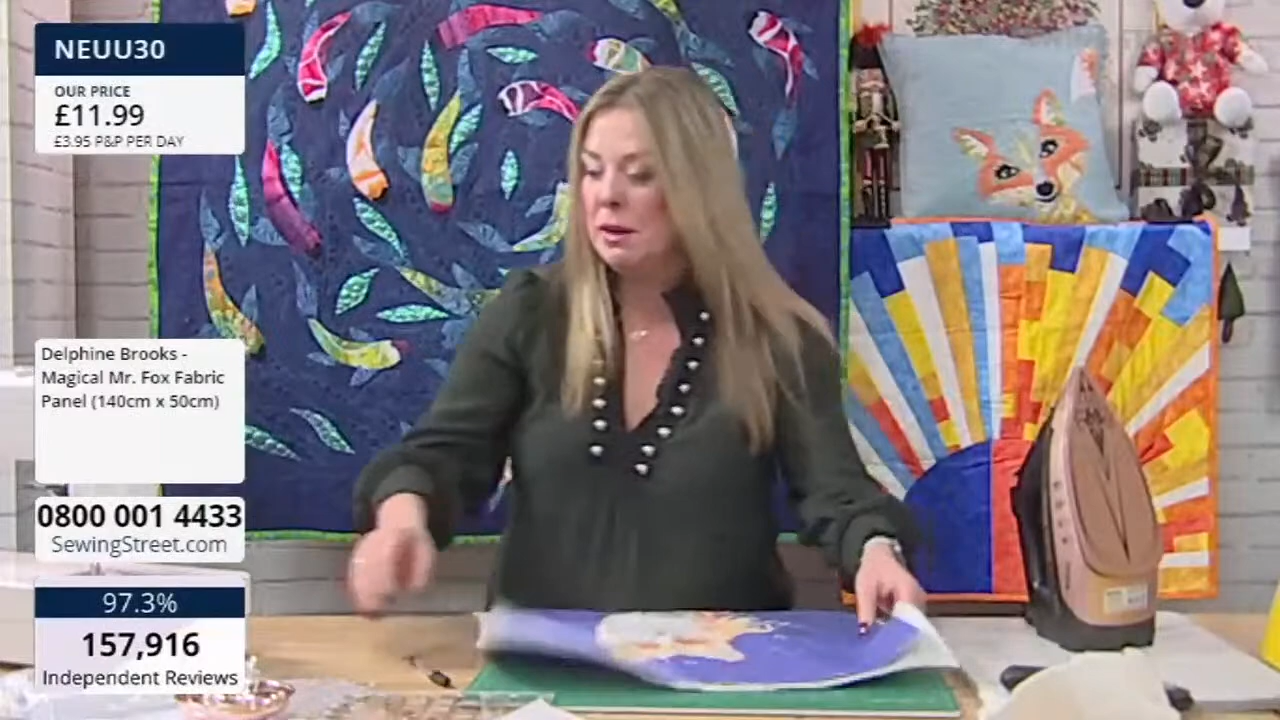 NEUU30
OUR PRICE
£11.99
£3.95 P&P PER DAY
Delphine Brooks -
Magical Mr. Fox Fabric
Panel (140cm x 50cm)
0800 001 4433
SewingStreet.com
97.3%
157,916
Independent Reviews